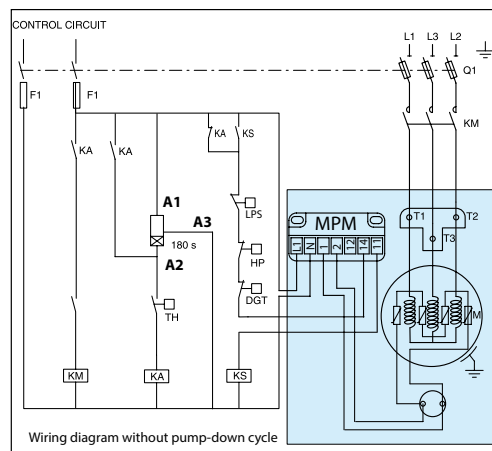 CONTROL CIRCUIT
L1 L3 L2
F1 F1
Q1
KM
KA KA
KA KS
A1
A3
180 s
A2
TH
LPS
HP
DGT
MPM
L1 N 1 2 12 14 11
T1 T2
T3
M
KM KA KS
Wiring diagram without pump-down cycle